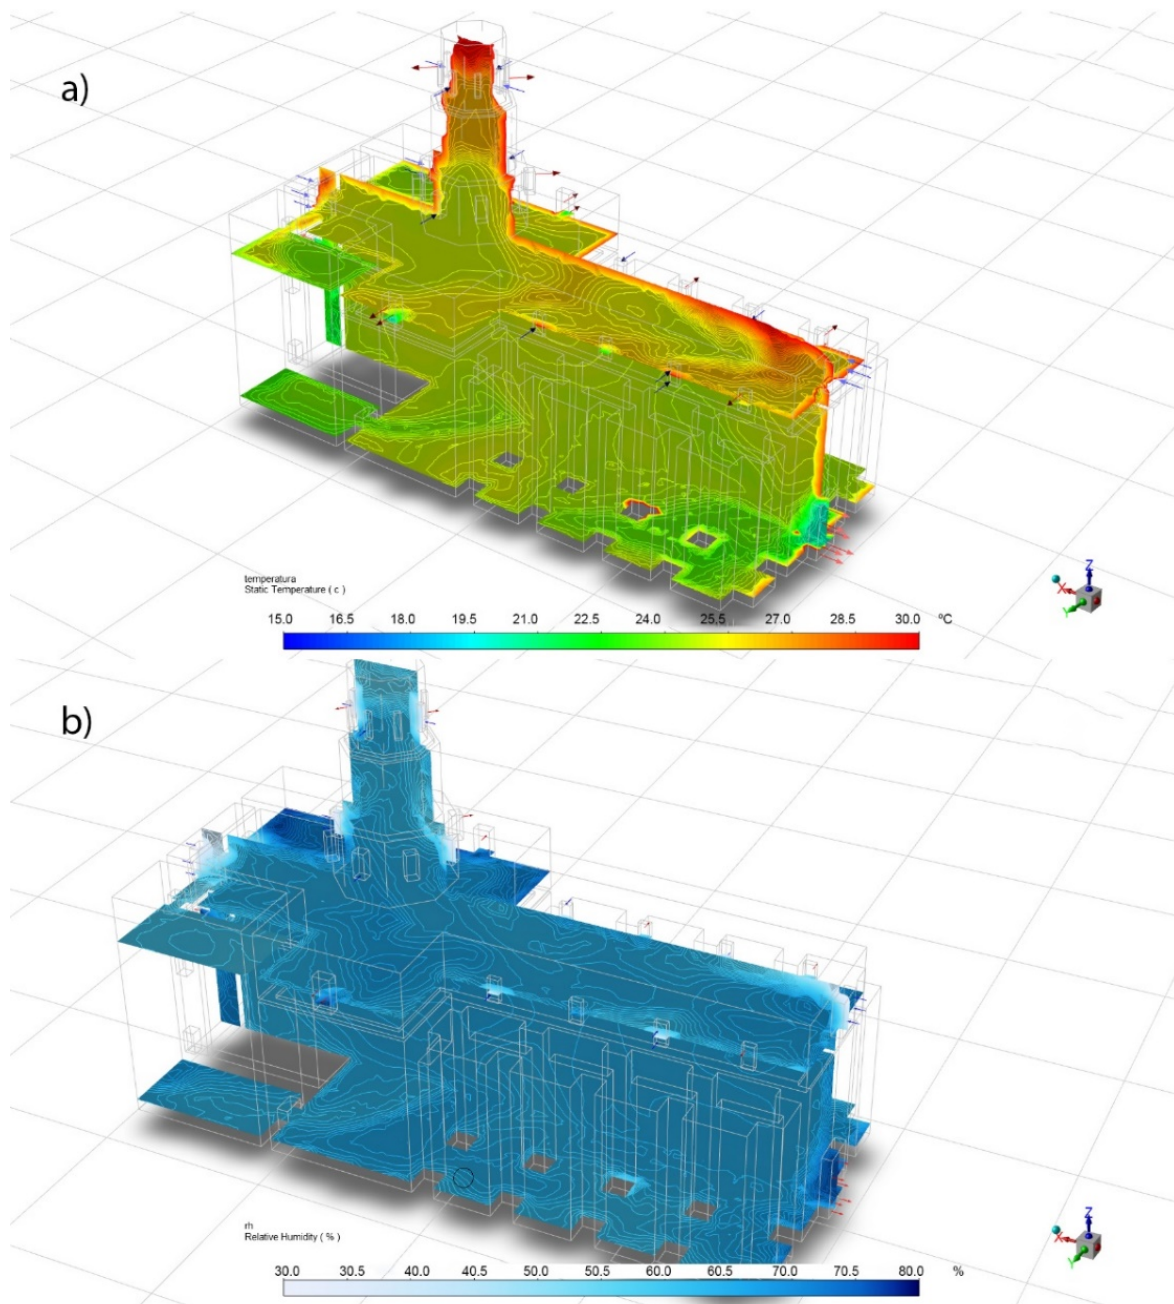 a)
Z
X
Y
temperatura
Static Temperature ( c )
15.0 16.5 18.0 19.5 21.0 22.5 24.0 25.5 27.0 28.5 30.0 ºC
b)
Z
X
Y
rh
Relative Humidity ( % )
30.0 30.5 40.0 40.5 50.0 50.5 60.0 60.5 70.0 70.5 80.0 %